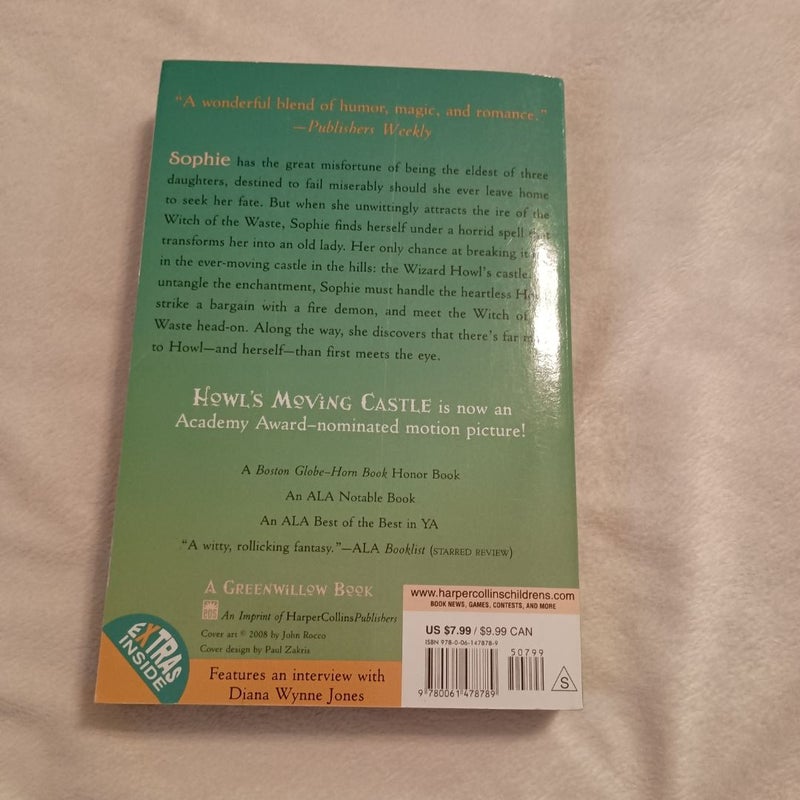 "A wonderful blend of humor, magic, and romance."
—Publishers Weekly
Sophie has the great misfortune of being the eldest of three
daughters, destined to fail miserably should she ever leave home
to seek her fate. But when she unwittingly attracts the ire of the
Witch of the Waste, Sophie finds herself under a horrid spell that
transforms her into an old lady. Her only chance at breaking it
in the ever-moving castle in the hills: the Wizard Howl's castle.
untangle the enchantment, Sophie must handle the heartless
strike a bargain with a fire demon, and meet the Witch of
Waste head-on. Along the way, she discovers that there's far
to Howl—and herself—than first meets the eye.
HOWL'S MOVING CASTLE is now an
Academy Award–nominated motion picture!
A Boston Globe–Horn Book Honor Book
An ALA Notable Book
An ALA Best of the Best in YA
"A witty, rollicking fantasy."—ALA Booklist (STARRED REVIEW)
A GREENWILLOW BOOK
An Imprint of HarperCollinsPublishers
Cover art © 2008 by John Rocco
Cover design by Paul Zakris
EXTRAS
INSIDE
Features an interview with
Diana Wynne Jones
www.harpercollinschildrens.com
BOOK NEWS, GAMES, CONTESTS, AND MORE
US $7.99 / $9.99 CAN
ISBN 978-0-06-147878-9
50799
9 780061 478789
S